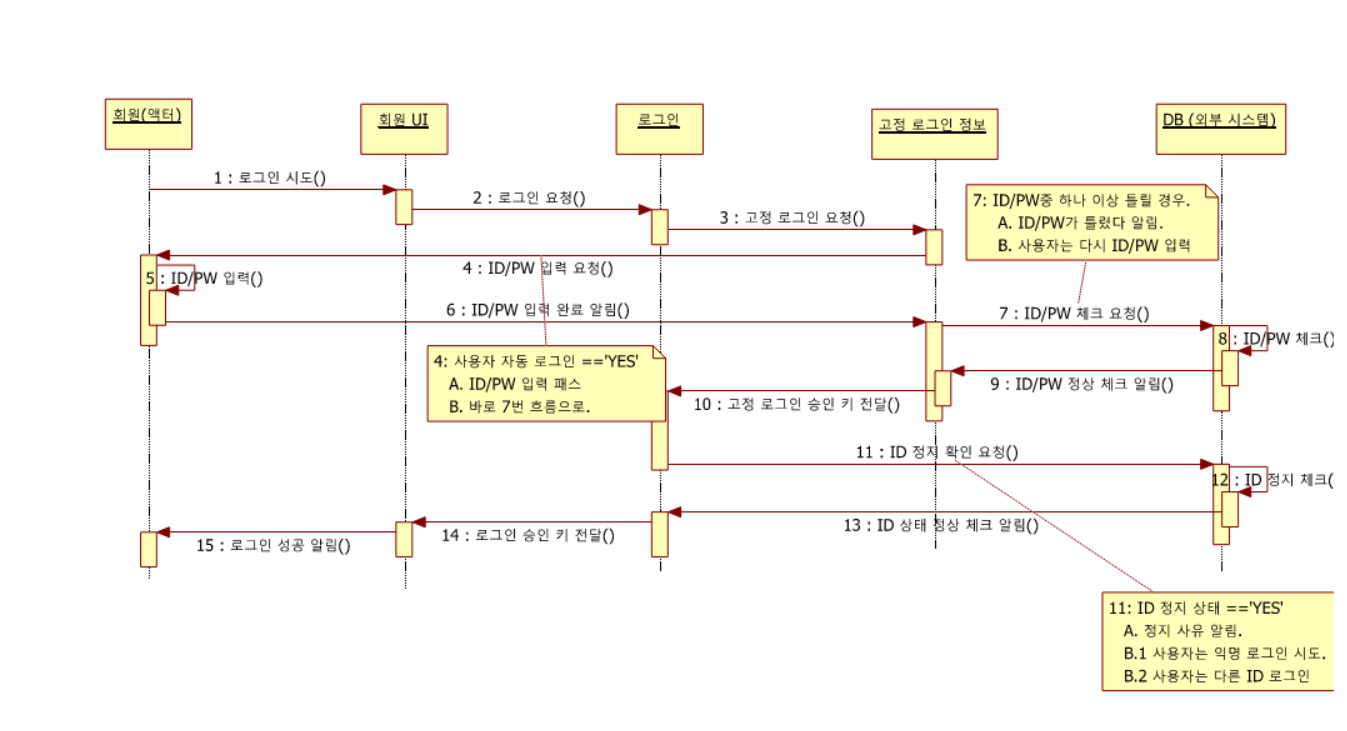 회원(액터)
회원 UI
로그인
고정 로그인 정보
DB (외부 시스템)
1 : 로그인 시도()
2 : 로그인 요청()
3 : 고정 로그인 요청()
7: ID/PW중 하나 이상 틀릴 경우.
A. ID/PW가 틀렸다 알림.
B. 사용자는 다시 ID/PW 입력
4 : ID/PW 입력 요청()
5 : ID/PW 입력()
6 : ID/PW 입력 완료 알림()
7 : ID/PW 체크 요청()
8 : ID/PW 체크()
4: 사용자 자동 로그인 =='YES'
A. ID/PW 입력 패스
B. 바로 7번 흐름으로.
9 : ID/PW 정상 체크 알림()
10 : 고정 로그인 승인 키 전달()
11 : ID 정지 확인 요청()
12 : ID 정지 체크(
13 : ID 상태 정상 체크 알림()
14 : 로그인 승인 키 전달()
15 : 로그인 성공 알림()
11: ID 정지 상태 =='YES'
A. 정지 사유 알림.
B.1 사용자는 익명 로그인 시도.
B.2 사용자는 다른 ID 로그인